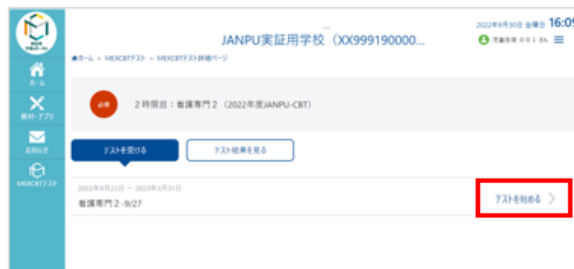 2022年9月30日 金曜日 16:09
JANPU実証用学校（XX999190000...
児童生徒 001 さん
ホーム > MEXCBTテスト > MEXCBTテスト詳細ページ
ホーム
教材・アプリ
お知らせ
MEXCBTテスト
必修
2時限目：看護専門2（2022年度JANPU-CBT）
テストを受ける
テスト結果を見る
2022年9月22日 ～ 2023年3月31日
看護専門2-9/27
テストを始める